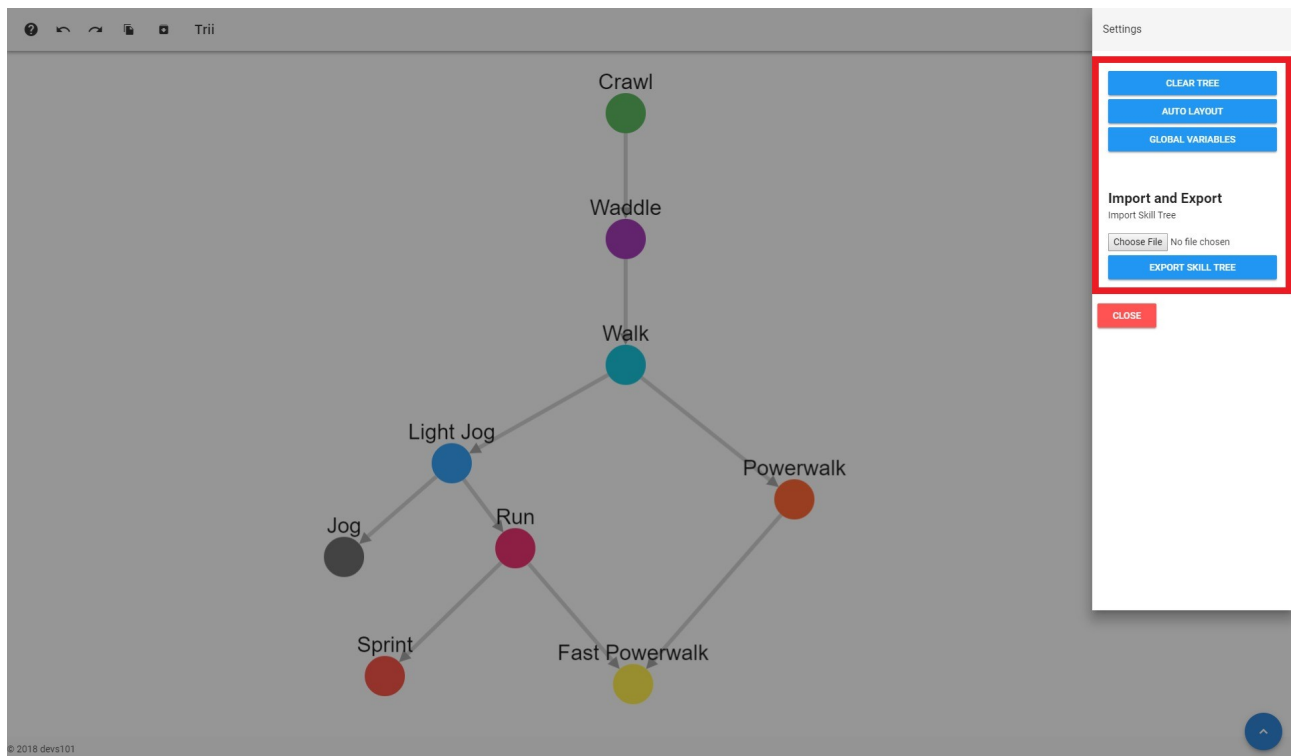 Trii
Settings
CLEAR TREE
AUTO LAYOUT
GLOBAL VARIABLES
Import and Export
Import Skill Tree
Choose File No file chosen
EXPORT SKILL TREE
CLOSE
Crawl
Waddle
Walk
Light Jog
Powerwalk
Jog
Run
Sprint
Fast Powerwalk
© 2018 devs101